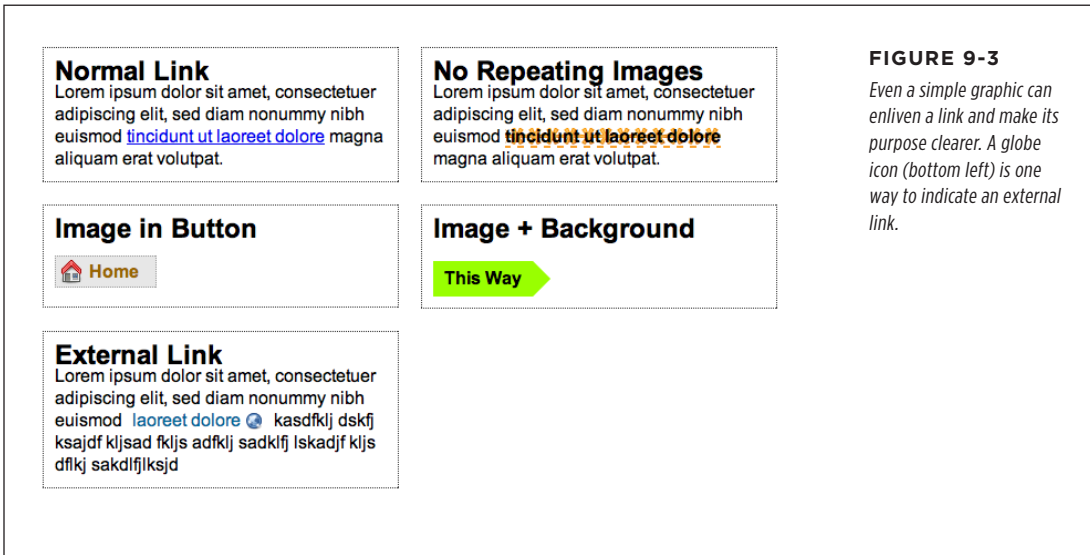 Normal Link
Lorem ipsum dolor sit amet, consectetuer
adipiscing elit, sed diam nonummy nibh
euismod tincidunt ut laoreet dolore magna
aliquam erat volutpat.
No Repeating Images
Lorem ipsum dolor sit amet, consectetuer
adipiscing elit, sed diam nonummy nibh
euismod tincidunt ut laoreet dolore
magna aliquam erat volutpat.
Image in Button
Home
Image + Background
This Way
External Link
Lorem ipsum dolor sit amet, consectetuer
adipiscing elit, sed diam nonummy nibh
euismod laoreet dolore kasdfklj dskfj
ksajdf kljsad fkljs adfklj sadklfj lskadjf kljs
dflkj sakdlfjlksjd
FIGURE 9-3
Even a simple graphic can
enliven a link and make its
purpose clearer. A globe
icon (bottom left) is one
way to indicate an external
link.